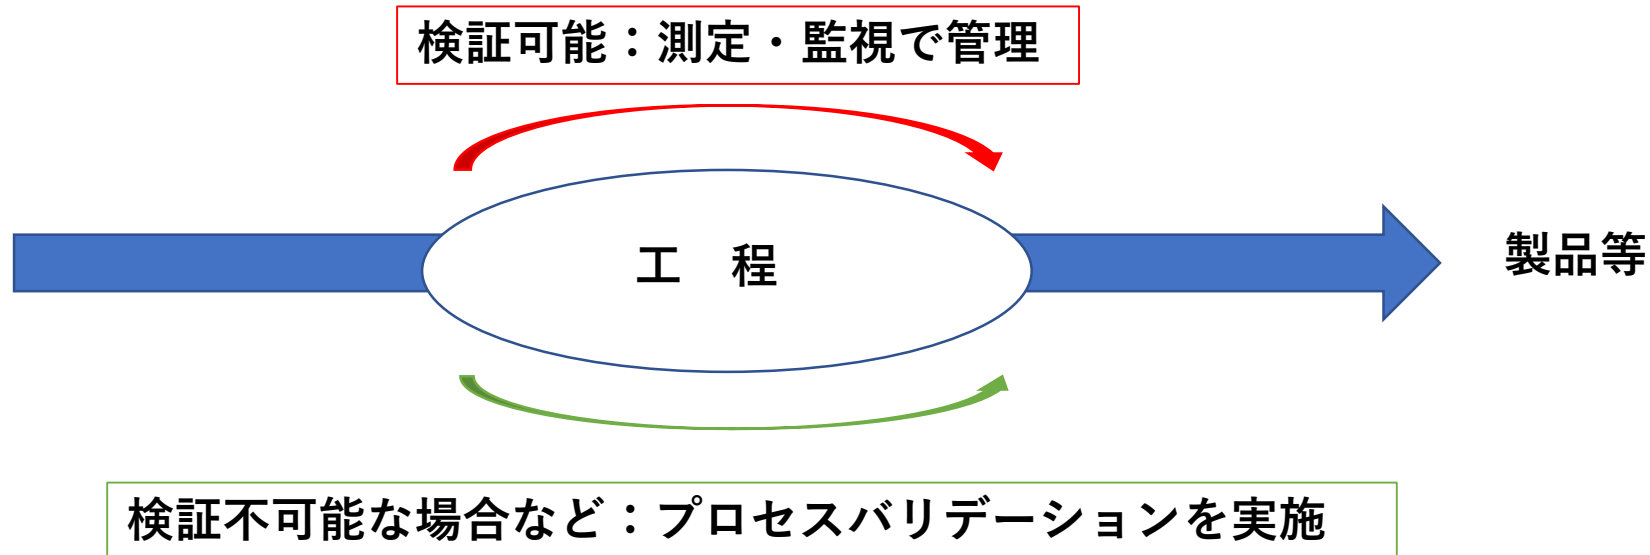 検証可能：測定・監視で管理
工　程
製品等
検証不可能な場合など：プロセスバリデーションを実施